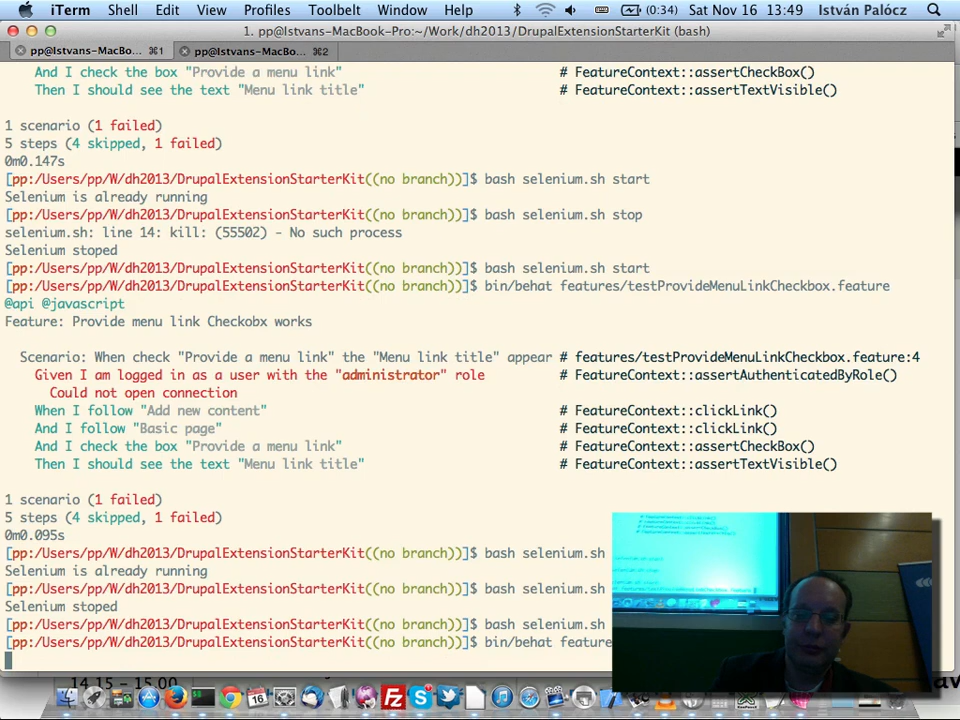 iTerm Shell Edit View Profiles Toolbelt Window Help (0:34) Sat Nov 16 13:49 István Palócz
1. pp@Istvans-MacBook-Pro:~/Work/dh2013/DrupalExtensionStarterKit (bash)
pp@Istvans-MacBo... ⌘1 pp@Istvans-MacBo... ⌘2
And I check the box "Provide a menu link" # FeatureContext::assertCheckBox()
Then I should see the text "Menu link title" # FeatureContext::assertTextVisible()
1 scenario (1 failed)
5 steps (4 skipped, 1 failed)
0m0.147s
[pp:/Users/pp/W/dh2013/DrupalExtensionStarterKit((no branch))]$ bash selenium.sh start
Selenium is already running
[pp:/Users/pp/W/dh2013/DrupalExtensionStarterKit((no branch))]$ bash selenium.sh stop
selenium.sh: line 14: kill: (55502) - No such process
Selenium stoped
[pp:/Users/pp/W/dh2013/DrupalExtensionStarterKit((no branch))]$ bash selenium.sh start
[pp:/Users/pp/W/dh2013/DrupalExtensionStarterKit((no branch))]$ bin/behat features/testProvideMenuLinkCheckbox.feature
@api @javascript
Feature: Provide menu link Checkobx works
Scenario: When check "Provide a menu link" the "Menu link title" appear # features/testProvideMenuLinkCheckbox.feature:4
Given I am logged in as a user with the "administrator" role # FeatureContext::assertAuthenticatedByRole()
Could not open connection
When I follow "Add new content" # FeatureContext::clickLink()
And I follow "Basic page" # FeatureContext::clickLink()
And I check the box "Provide a menu link" # FeatureContext::assertCheckBox()
Then I should see the text "Menu link title" # FeatureContext::assertTextVisible()
1 scenario (1 failed)
5 steps (4 skipped, 1 failed)
0m0.095s
[pp:/Users/pp/W/dh2013/DrupalExtensionStarterKit((no branch))]$ bash selenium.sh
Selenium is already running
[pp:/Users/pp/W/dh2013/DrupalExtensionStarterKit((no branch))]$ bash selenium.sh
Selenium stoped
[pp:/Users/pp/W/dh2013/DrupalExtensionStarterKit((no branch))]$ bash selenium.sh
[pp:/Users/pp/W/dh2013/DrupalExtensionStarterKit((no branch))]$ bin/behat feature
14.15 – 15.00